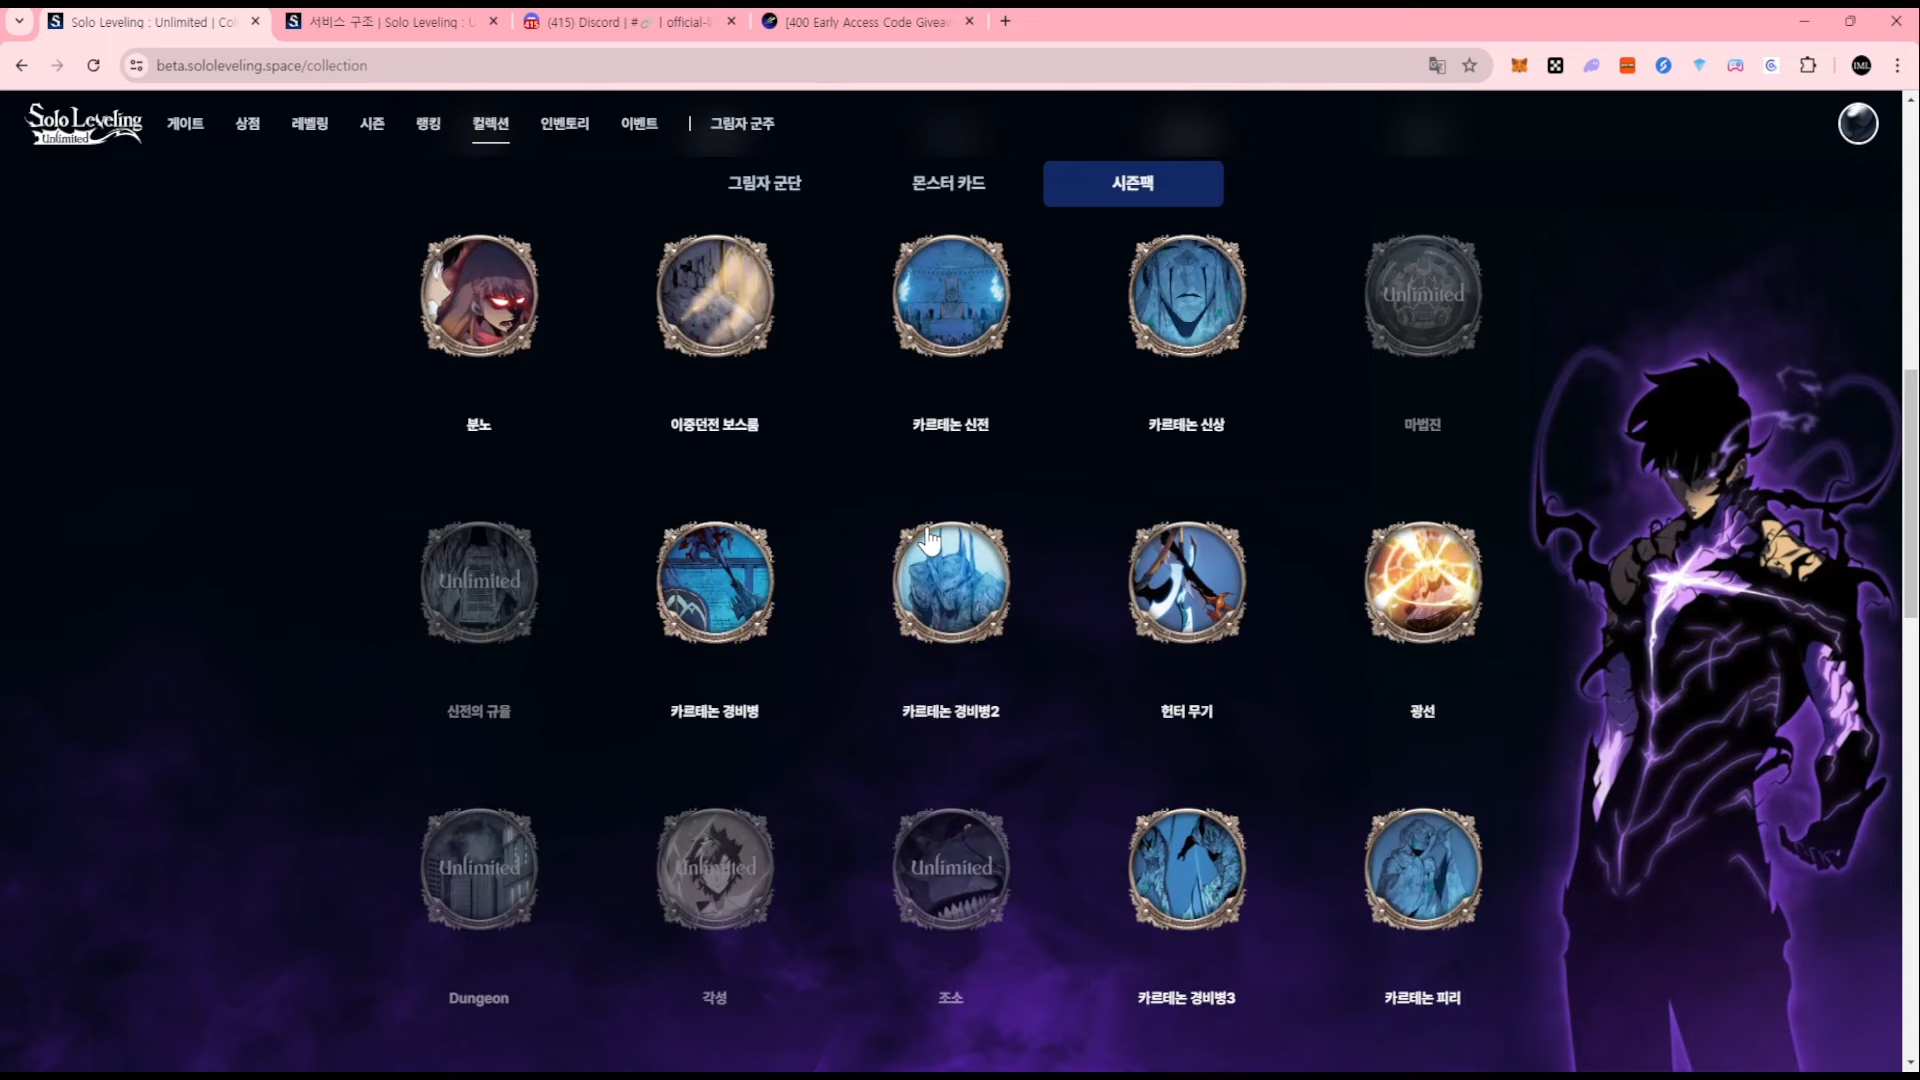 Solo Leveling : Unlimited | Co
서비스 구조 | Solo Leveling : U
(415) Discord | #🔗 | official-l
[400 Early Access Code Giveaw
beta.sololeveling.space/collection
Solo Leveling
Unlimited
게이트 상점 레벨링 시즌 랭킹 컬렉션 인벤토리 이벤트 | 그림자 군주
그림자 군단 몬스터 카드 시즌팩
Unlimited
분노 이중던전 보스룸 카르테논 신전 카르테논 신상 마법진
Unlimited
신전의 규율 카르테논 경비병 카르테논 경비병2 헌터 무기 광선
Unlimited Unlimited Unlimited
Dungeon 각성 조소 카르테논 경비병3 카르테논 피리